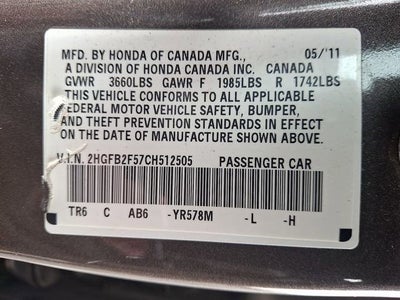 MFD. BY HONDA OF CANADA MFG., 05/'11
A DIVISION OF HONDA CANADA INC. CANADA
GVWR 3660LBS GAWR F 1985LBS R 1742LBS
THIS VEHICLE CONFORMS TO ALL APPLICABLE
FEDERAL MOTOR VEHICLE SAFETY, BUMPER,
AND THEFT PREVENTION STANDARDS IN EFFECT
ON THE DATE OF MANUFACTURE SHOWN ABOVE.
V.I.N. 2HGFB2F57CH512505 PASSENGER CAR
TR6 C AB6 -YR578M -L -H